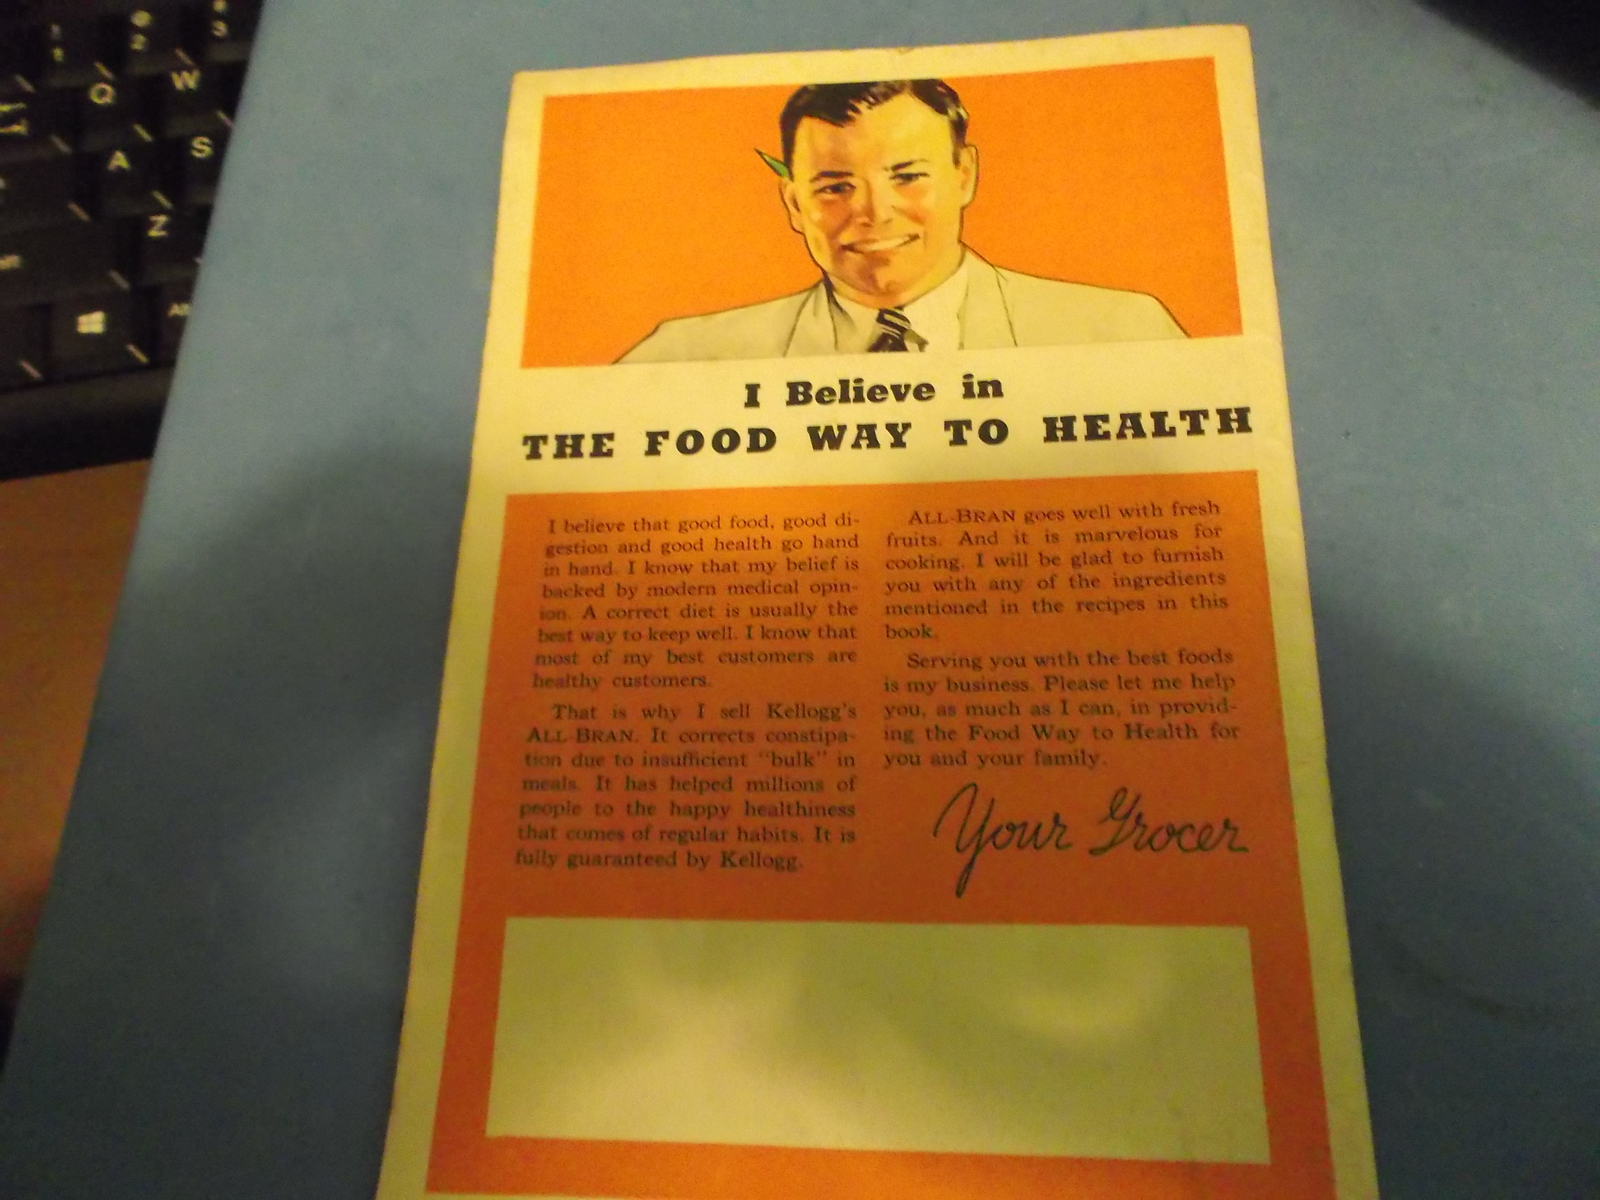 ! 1
@ 2
# 3
Q
W
A
S
Z
Alt
I Believe in
THE FOOD WAY TO HEALTH
I believe that good food, good di-
gestion and good health go hand
in hand. I know that my belief is
backed by modern medical opin-
ion. A correct diet is usually the
best way to keep well. I know that
most of my best customers are
healthy customers.
That is why I sell Kellogg's
ALL-BRAN. It corrects constipa-
tion due to insufficient "bulk" in
meals. It has helped millions of
people to the happy healthiness
that comes of regular habits. It is
fully guaranteed by Kellogg.
ALL-BRAN goes well with fresh
fruits. And it is marvelous for
cooking. I will be glad to furnish
you with any of the ingredients
mentioned in the recipes in this
book.
Serving you with the best foods
is my business. Please let me help
you, as much as I can, in provid-
ing the Food Way to Health for
you and your family.
Your Grocer